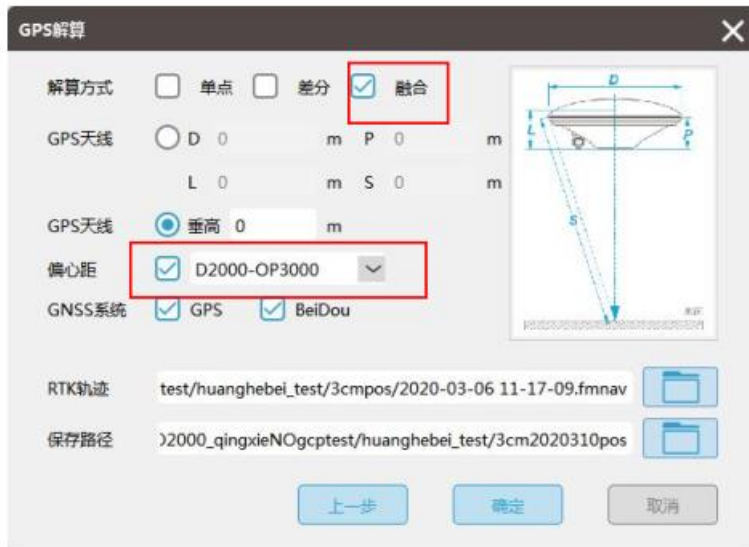 GPS解算
解算方式 单点 差分 融合
GPS天线 D 0 m P 0 m
L 0 m S 0 m
GPS天线 垂高 0 m
偏心距 D2000-OP3000
GNSS系统 GPS BeiDou
D
L
P
S
RTK轨迹 test/huanghebei_test/3cmpos/2020-03-06 11-17-09.fmnav
保存路径 )2000_qingxieNOgcptest/huanghebei_test/3cm2020310pos
上一步 确定 取消